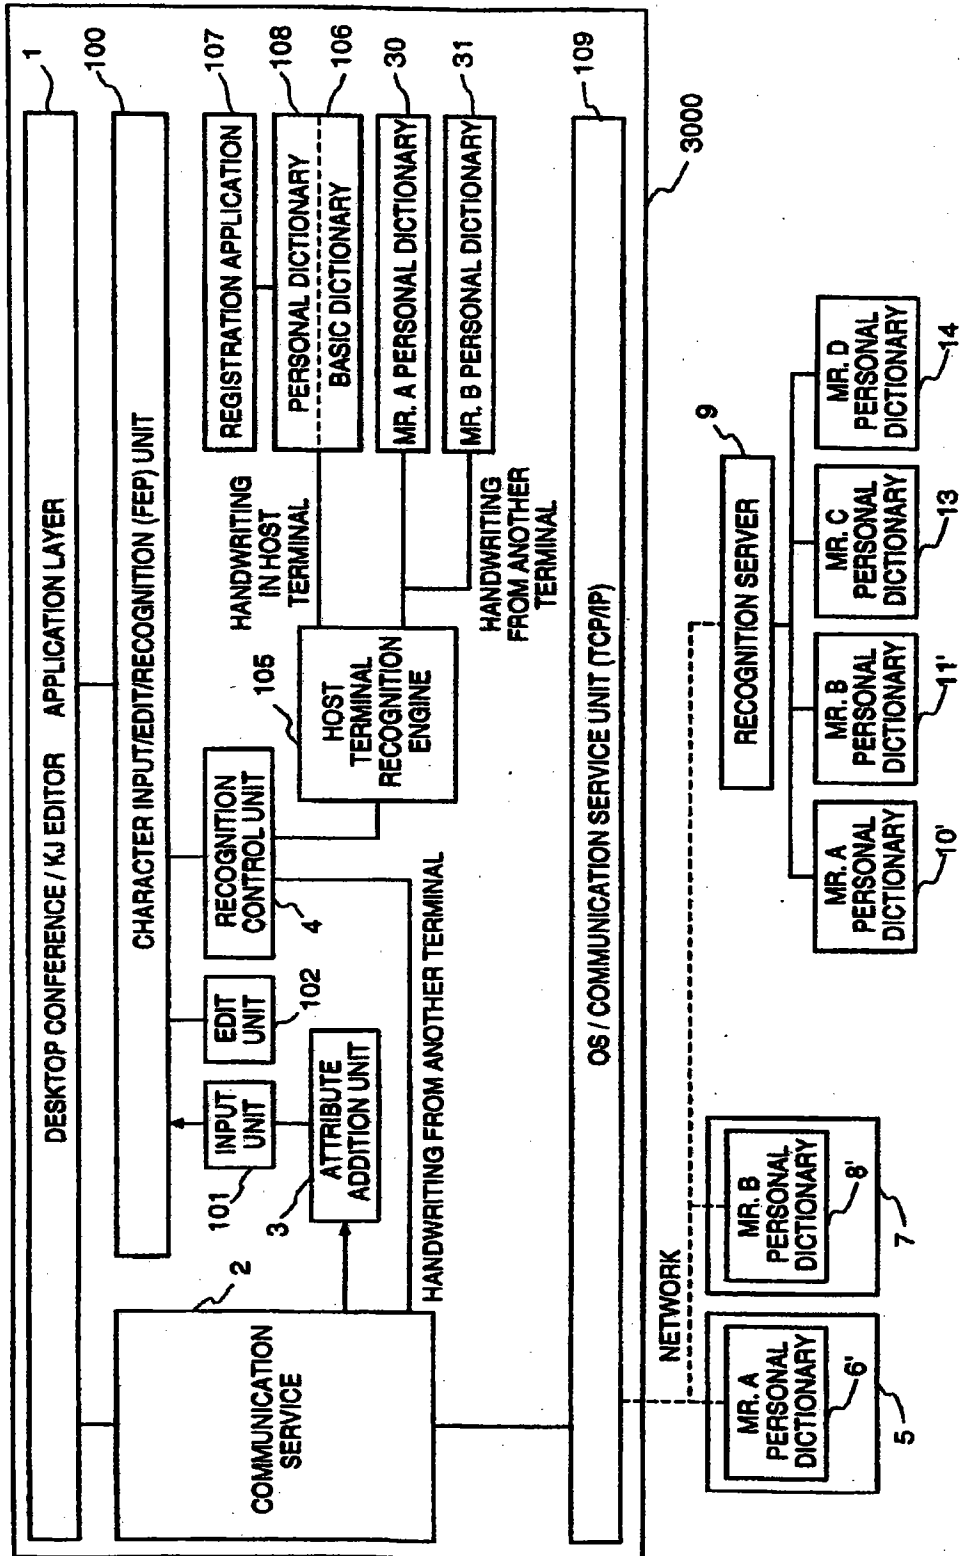 DESKTOP CONFERENCE / KJ EDITOR APPLICATION LAYER
1
CHARACTER INPUT/EDIT/RECOGNITION (FEP) UNIT
100
COMMUNICATION
SERVICE
2
INPUT
UNIT
101
EDIT
UNIT
102
ATTRIBUTE
ADDITION UNIT
3
RECOGNITION
CONTROL UNIT
4
HANDWRITING FROM ANOTHER TERMINAL
HOST
TERMINAL
RECOGNITION
ENGINE
105
HANDWRITING
IN HOST
TERMINAL
HANDWRITING
FROM ANOTHER
TERMINAL
REGISTRATION APPLICATION
107
PERSONAL DICTIONARY
108
BASIC DICTIONARY
106
MR. A PERSONAL DICTIONARY
30
MR. B PERSONAL DICTIONARY
31
OS / COMMUNICATION SERVICE UNIT (TCP/IP)
109
3000
NETWORK
MR. A
PERSONAL
DICTIONARY
6'
5
MR. B
PERSONAL
DICTIONARY
8'
7
RECOGNITION SERVER
9
MR. A
PERSONAL
DICTIONARY
10'
MR. B
PERSONAL
DICTIONARY
11'
MR. C
PERSONAL
DICTIONARY
13
MR. D
PERSONAL
DICTIONARY
14